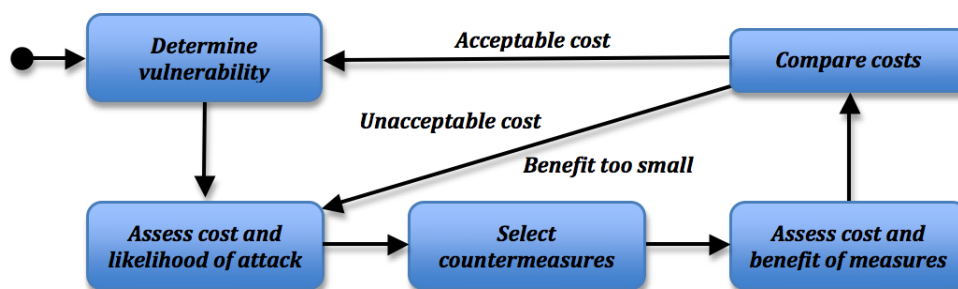 Determine
vulnerability
Acceptable cost
Compare costs
Unacceptable cost
Benefit too small
Assess cost and
likelihood of attack
Select
countermeasures
Assess cost and
benefit of measures